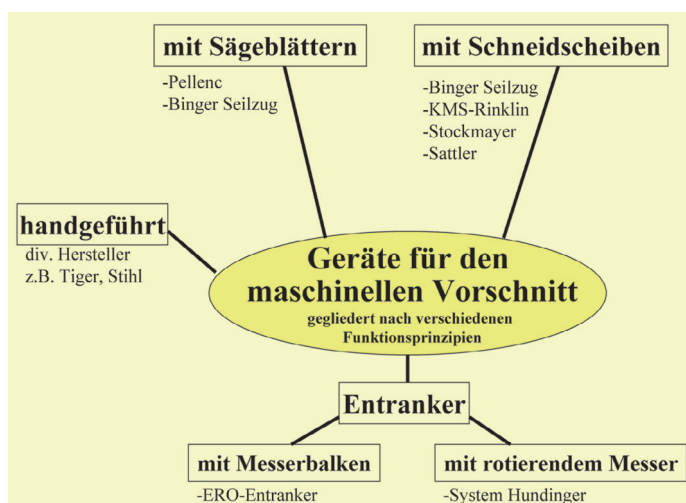 mit Sägeblättern
-Pellenc
-Binger Seilzug
mit Schneidscheiben
-Binger Seilzug
-KMS-Rinklin
-Stockmayer
-Sattler
handgeführt
div. Hersteller
z.B. Tiger, Stihl
Geräte für den
maschinellen Vorschnitt
gegliedert nach verschiedenen
Funktionsprinzipien
Entranker
mit Messerbalken
-ERO-Entranker
mit rotierendem Messer
-System Hundinger